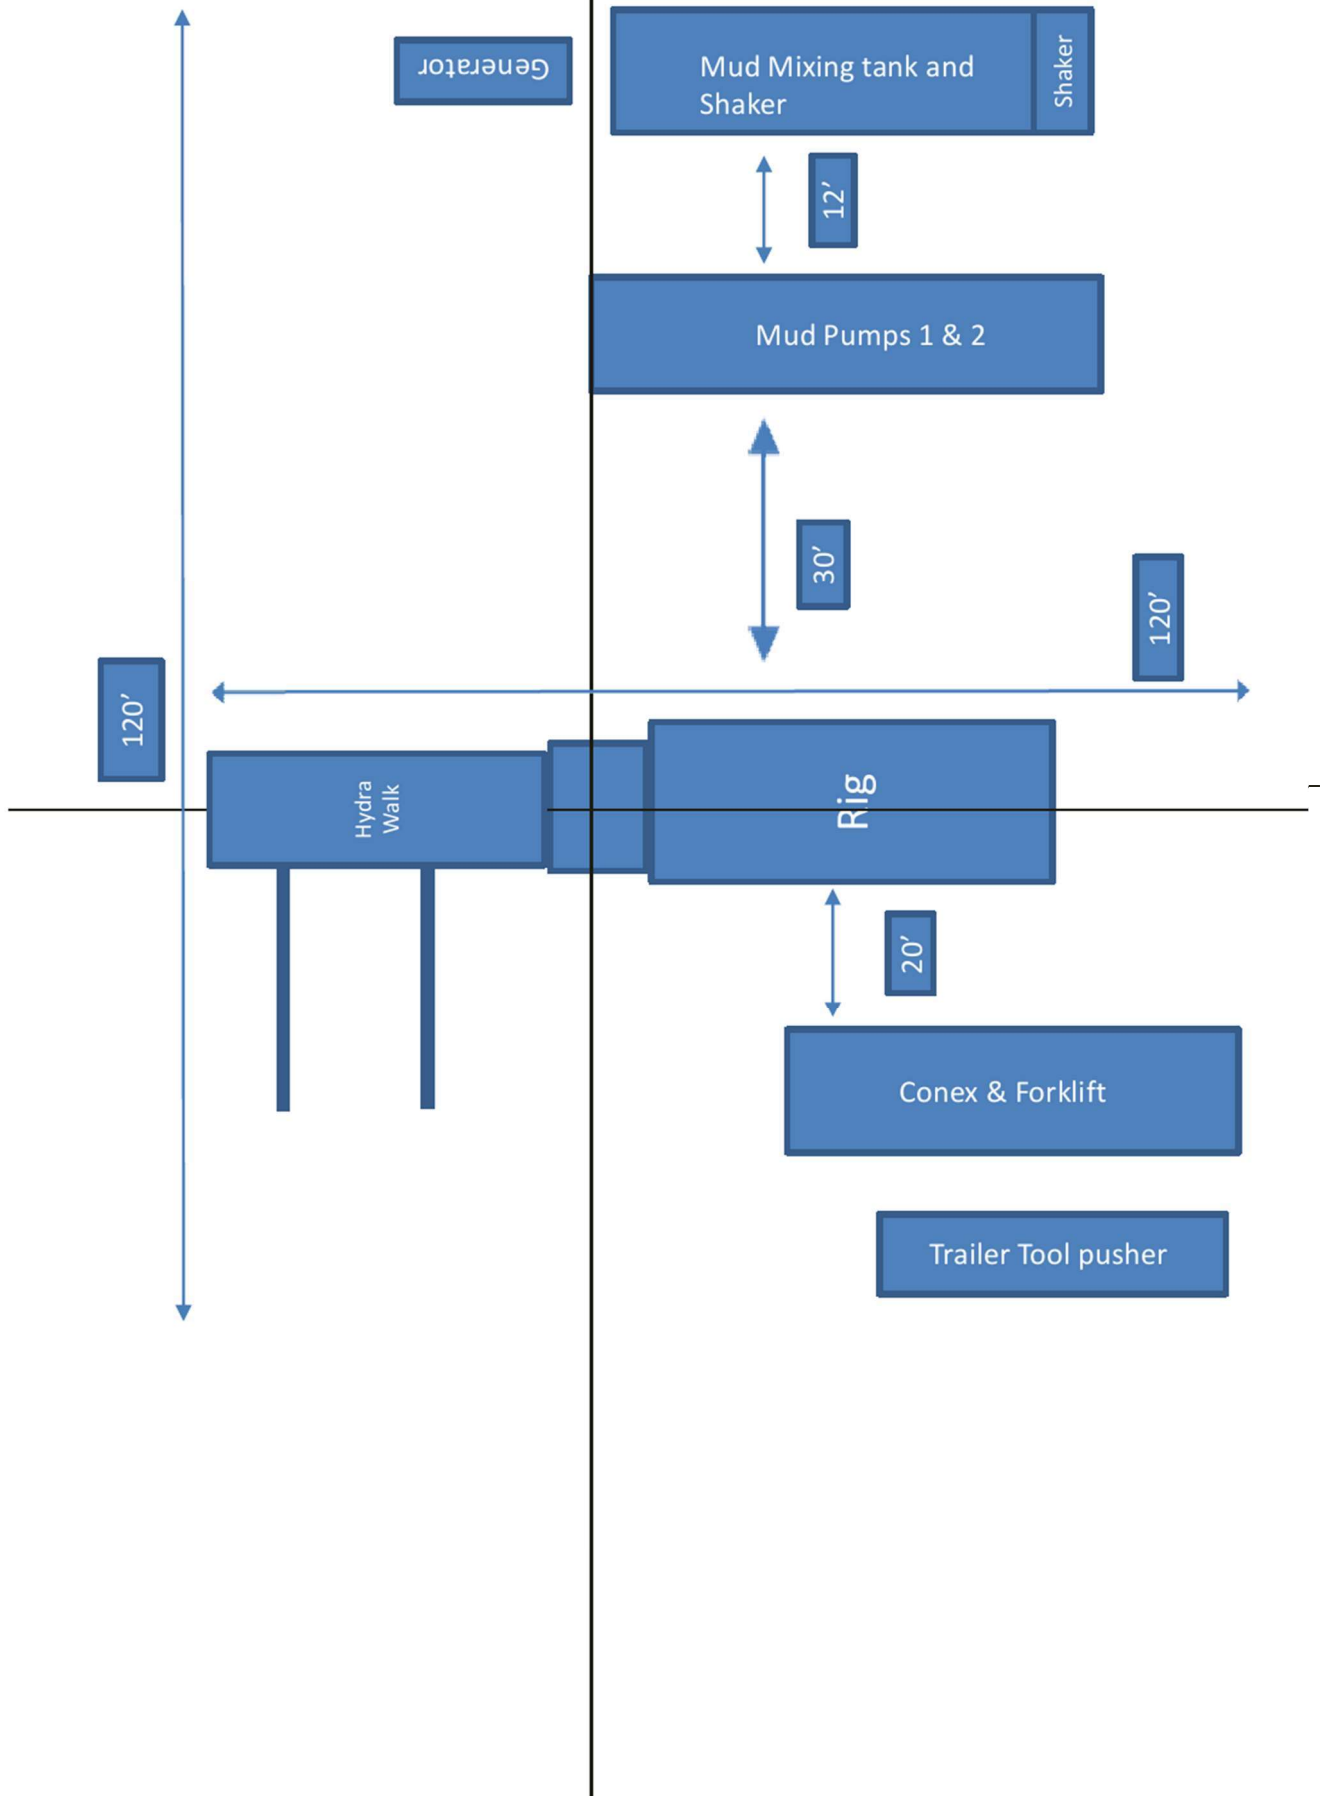 Generator
Mud Mixing tank and
Shaker
Shaker
12’
Mud Pumps 1 & 2
30’
120’
120’
Hydra
Walk
Rig
20’
Conex & Forklift
Trailer Tool pusher